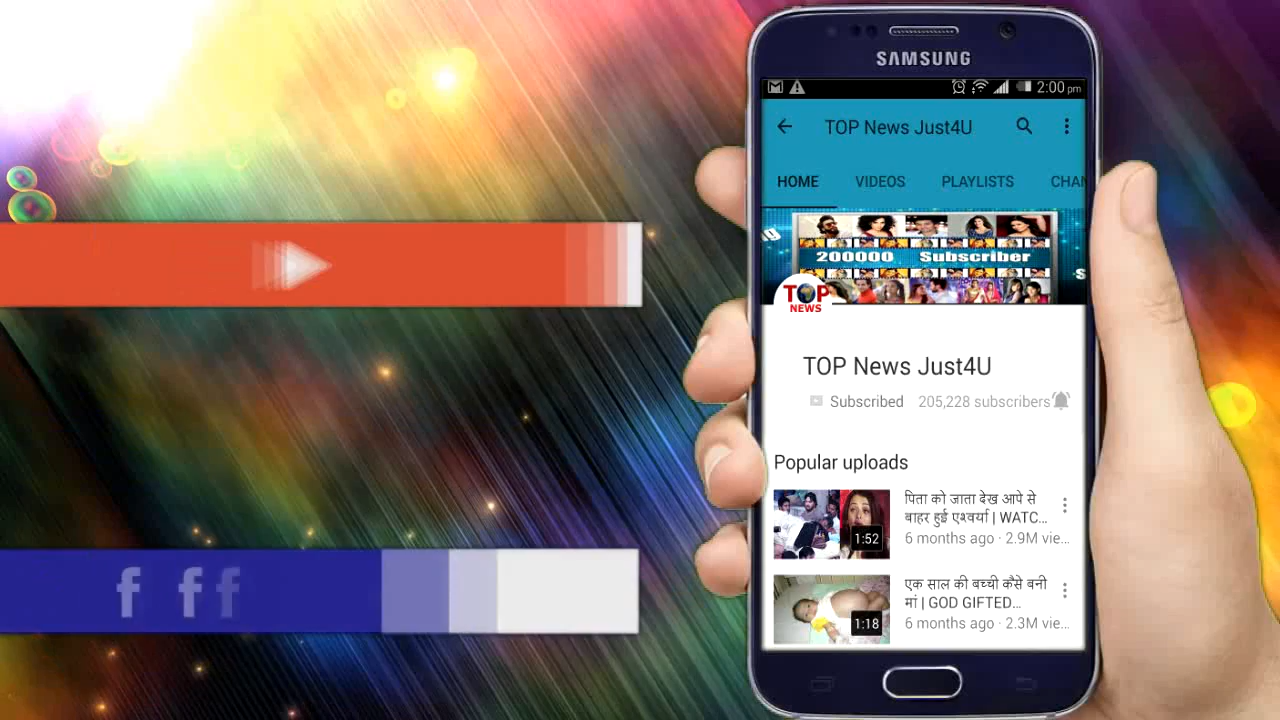 SAMSUNG
2:00 pm
TOP News Just4U
HOME VIDEOS PLAYLISTS CHAN
200000 Subscriber
TOP
NEWS
TOP News Just4U
Subscribed 205,228 subscribers
Popular uploads
पिता को जाता देख आपे से
बाहर हुई एश्वर्या | WATC...
1:52
6 months ago · 2.9M vie...
एक साल की बच्ची कैसे बनी
मां | GOD GIFTED...
1:18
6 months ago · 2.3M vie...
f f f